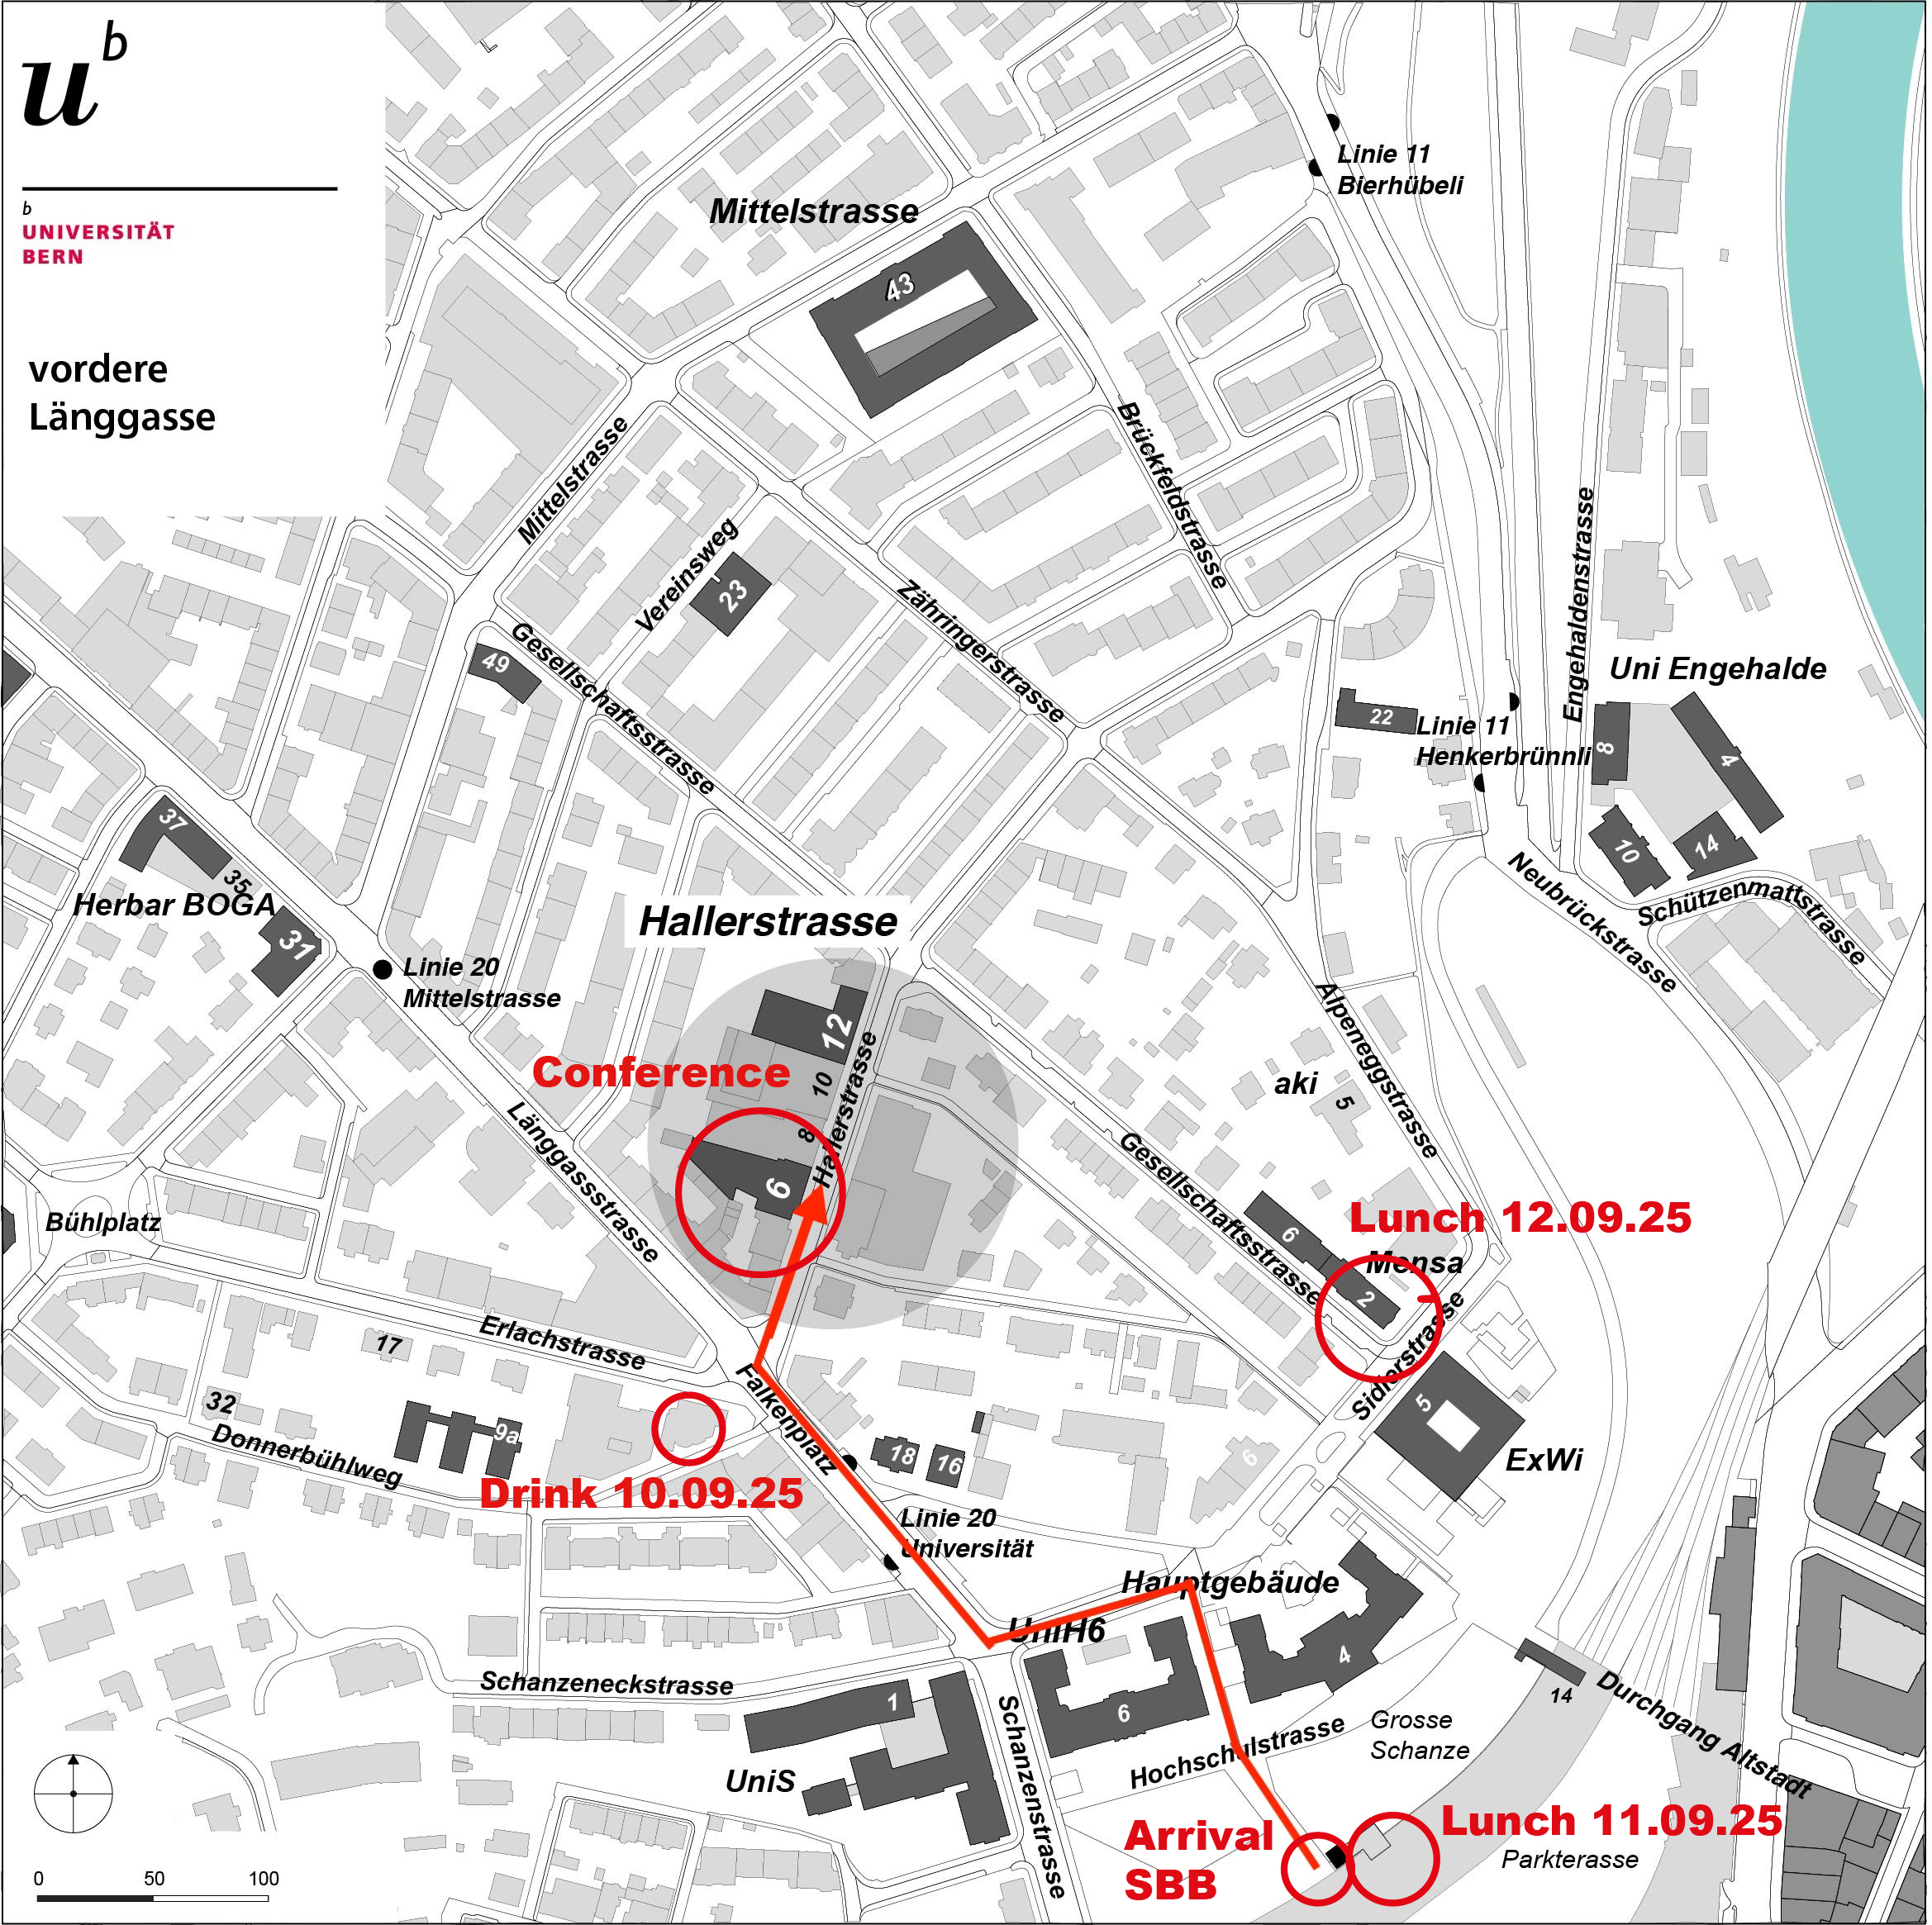 u b
b
UNIVERSITÄT
BERN
vordere
Länggasse
Linie 11
Bierhübeli
Mittelstrasse
43
Mittelstrasse
Brückfeldstrasse
Vereinsweg
23
Zähringerstrasse
Engehaldenstrasse
Uni Engehalde
49
Gesellschaftsstrasse
22
Linie 11
Henkerbrünnli
8
4
10
14
37
35
Herbar BOGA
31
Neubrückstrasse
Schützenmattstrasse
Hallerstrasse
Linie 20
Mittelstrasse
12
10
8
Hallerstrasse
Conference
6
Alpeneggstrasse
aki
5
Länggassstrasse
Gesellschaftsstrasse
Bühlplatz
Lunch 12.09.25
6
Mensa
2
Sidlerstrasse
Erlachstrasse
17
32
Donnerbühlweg
9a
Falkenplatz
Drink 10.09.25
18
16
6
5
ExWi
Linie 20
Universität
Hauptgebäude
UniH6
4
Schanzeneckstrasse
1
6
14
Durchgang Altstadt
Grosse
Schanze
Hochschulstrasse
UniS
Schanzenstrasse
Arrival
SBB
Lunch 11.09.25
Parkterasse
0 50 100